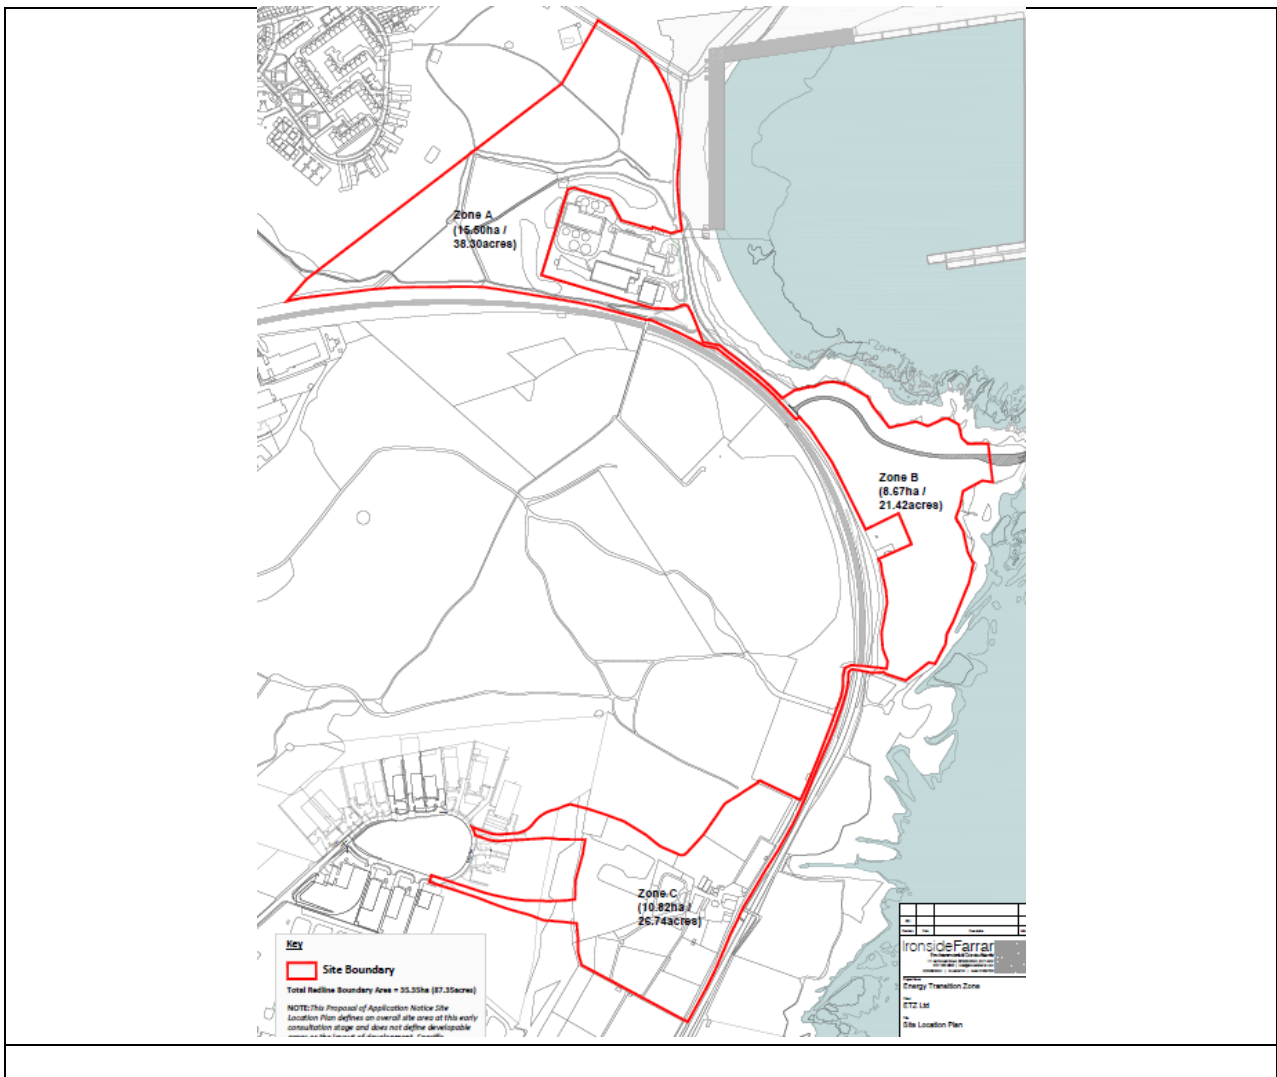 Zone A
(15.50ha /
38.30acres)
Zone B
(8.67ha /
21.42acres)
Zone C
(10.82ha /
26.74acres)
Key
Site Boundary
Total Redline Boundary Area = 35.35ha (87.35acres)
NOTE:This Proposal of Application Notice Site
Location Plan defines an overall site area at this early
consultation stage and does not define developable
IronsideFarrar
Environmental Consultants
Energy Transition Zone
ETZ Ltd
Site Location Plan